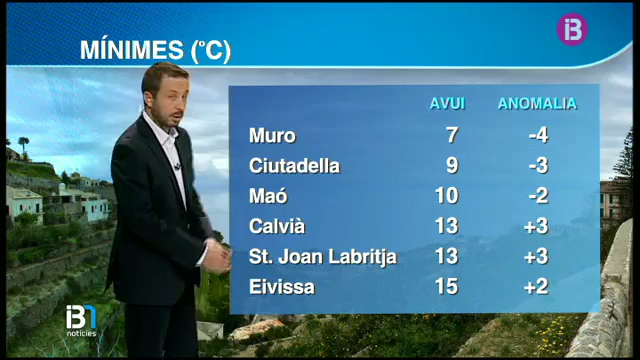 MÍNIMES (ºC)
IB
AVUI ANOMALIA
Muro 7 -4
Ciutadella 9 -3
Maó 10 -2
Calvià 13 +3
St. Joan Labritja 13 +3
Eivissa 15 +2
IB
notícies